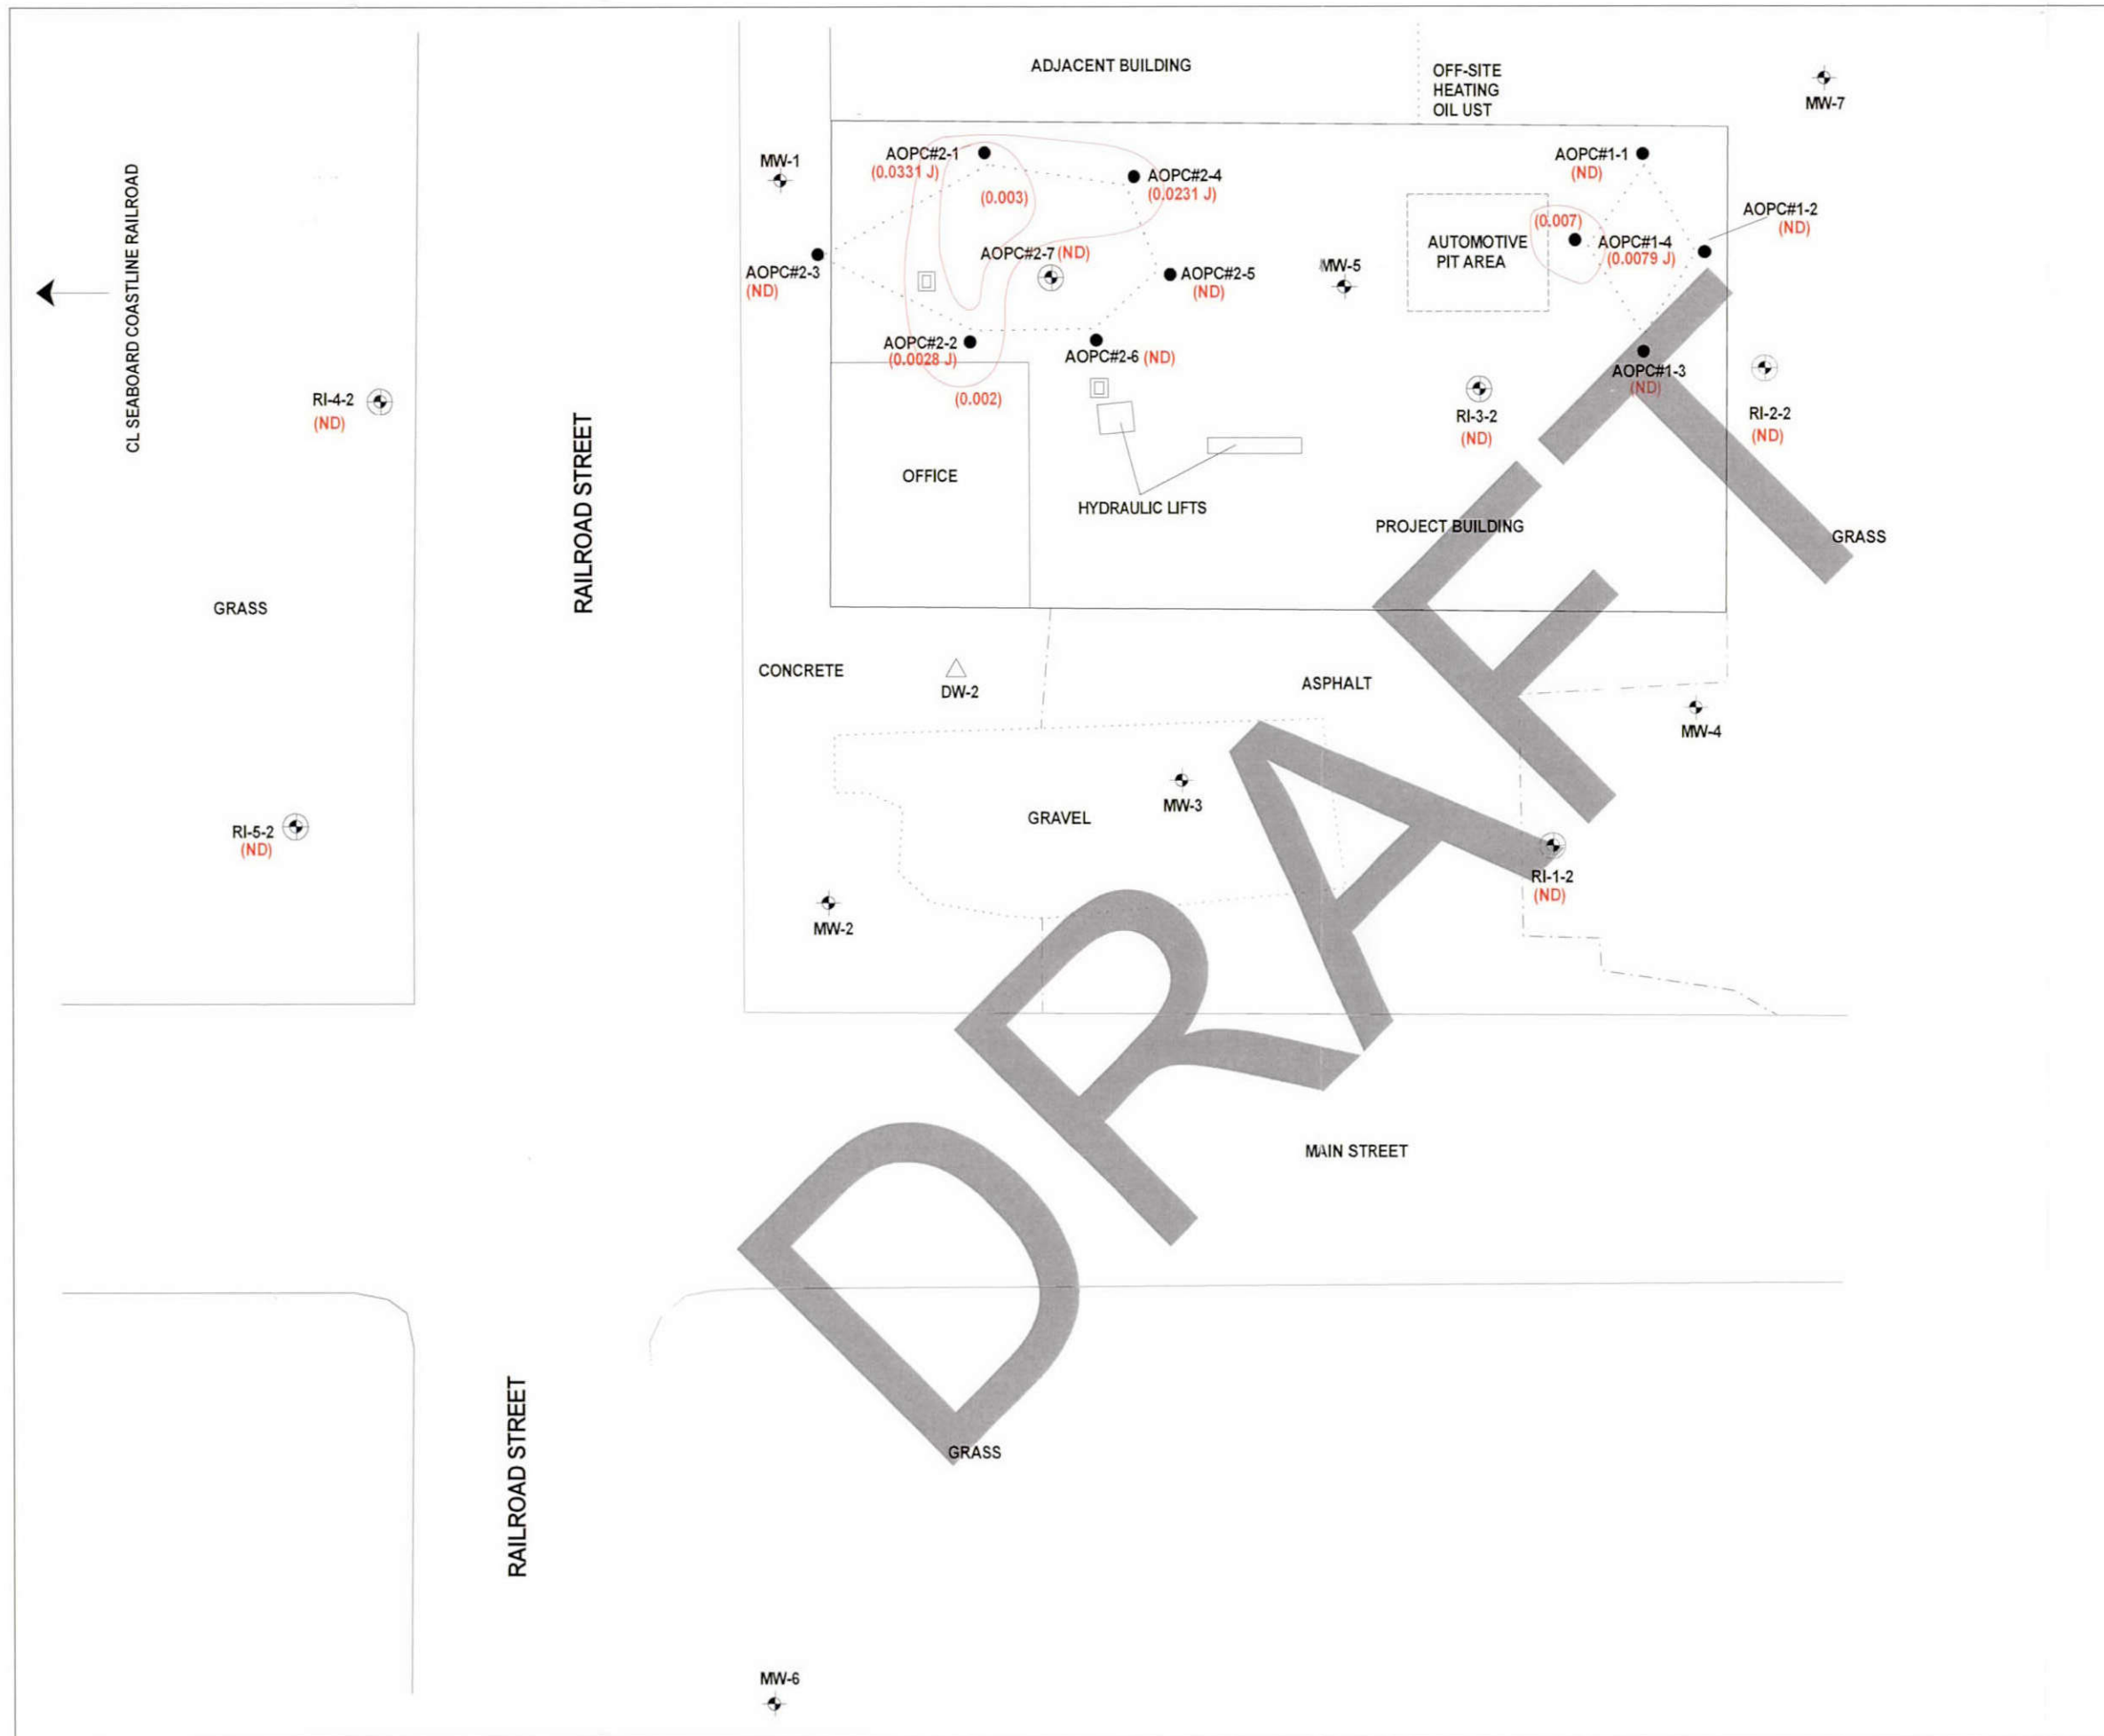 ADJACENT BUILDING
OFF-SITE
HEATING
OIL UST
MW-7
CL SEABOARD COASTLINE RAILROAD
MW-1
AOPC#2-1
(0.0331 J)
(0.003)
AOPC#2-4
(0.0231 J)
AOPC#1-1
(ND)
AOPC#1-2
(ND)
(0.007)
AUTOMOTIVE
PIT AREA
AOPC#1-4
(0.0079 J)
AOPC#2-3
(ND)
AOPC#2-7 (ND)
AOPC#2-5
(ND)
MW-5
AOPC#2-2
(0.0028 J)
AOPC#2-6 (ND)
(0.002)
AOPC#1-3
(ND)
RI-4-2
(ND)
RI-3-2
(ND)
RI-2-2
(ND)
RAILROAD STREET
OFFICE
HYDRAULIC LIFTS
PROJECT BUILDING
GRASS
GRASS
CONCRETE
DW-2
ASPHALT
MW-4
MW-3
GRAVEL
RI-5-2
(ND)
RI-1-2
(ND)
MW-2
MAIN STREET
DRAFT
GRASS
RAILROAD STREET
MW-6